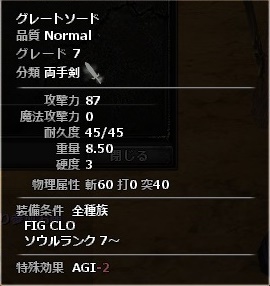 グレートソード
品質 Normal
グレード 7
分類 両手剣
攻撃力 87
魔法攻撃力 0
耐久度 45/45
重量 8.50
硬度 3
閉じる
物理属性 斬60 打0 突40
装備条件 全種族
FIG CLO
ソウルランク 7～
特殊効果 AGI-2